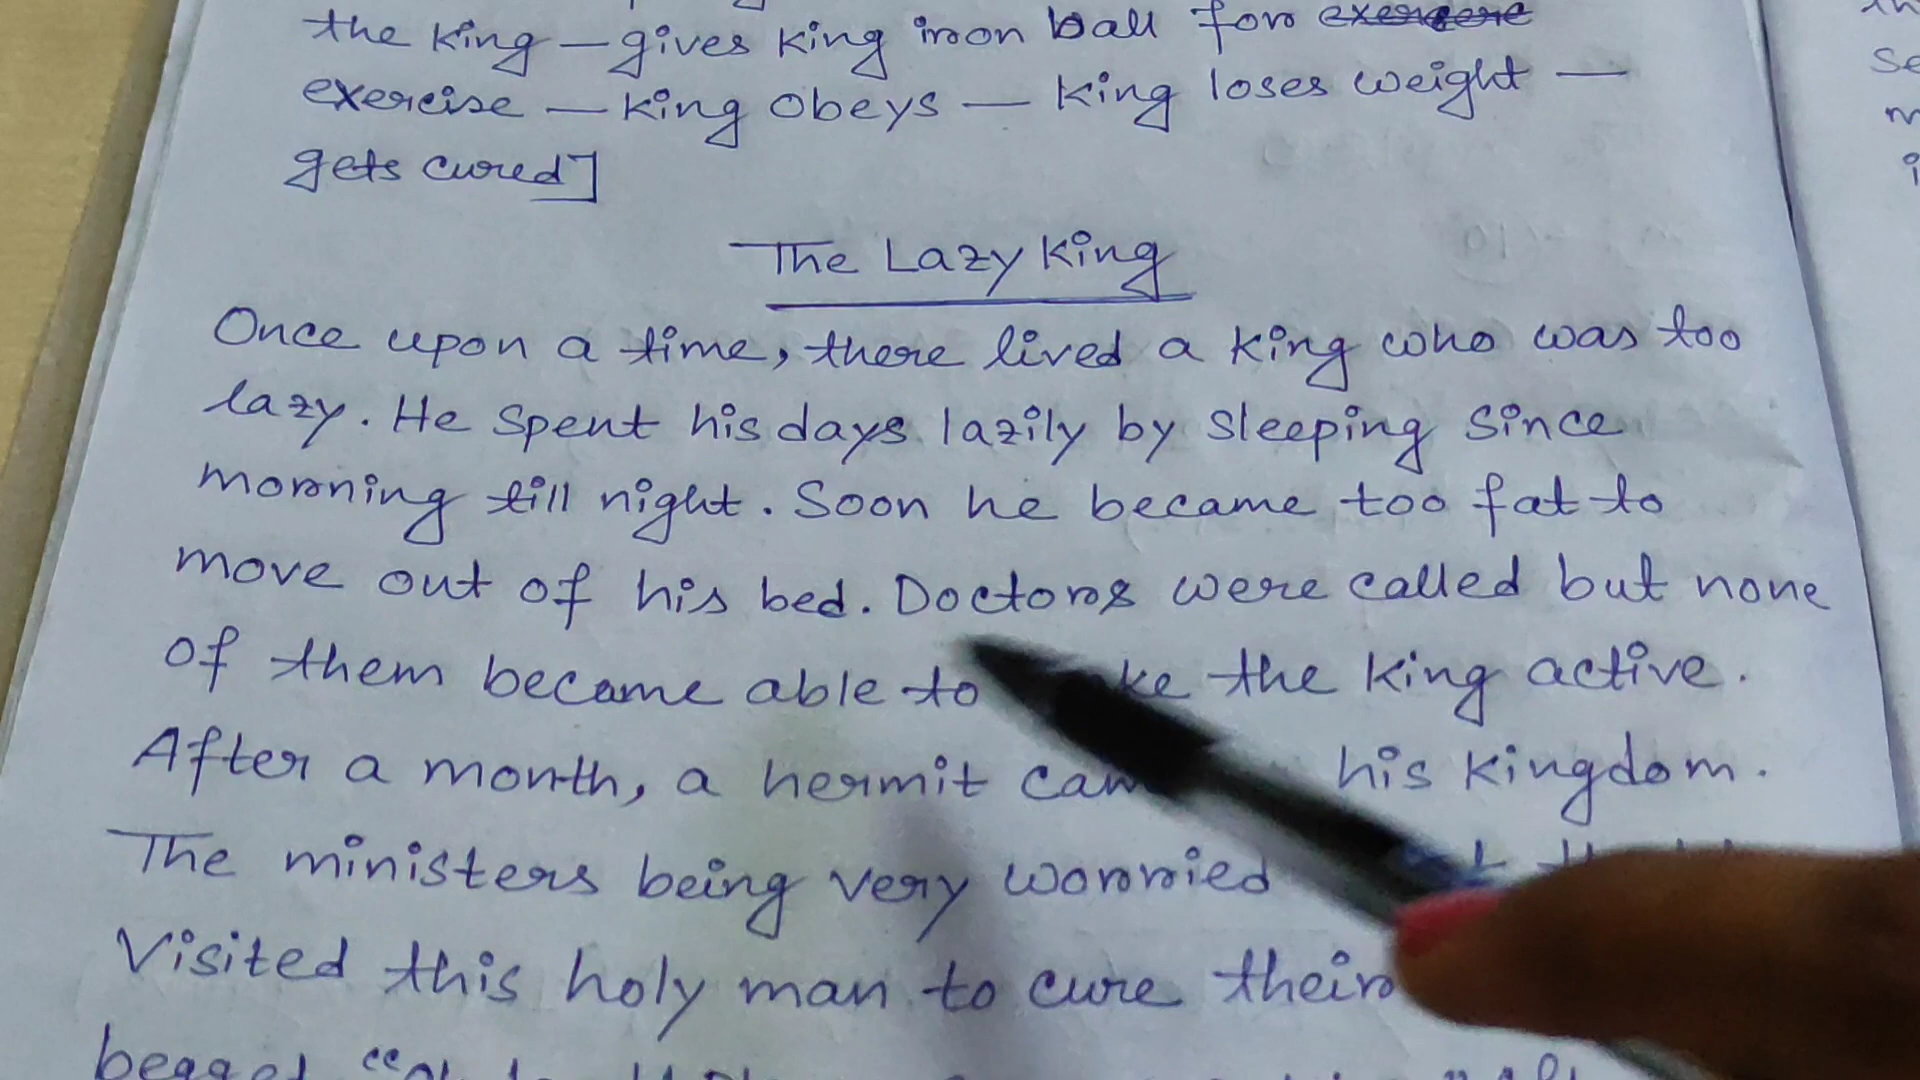 the king — gives king iron ball for exercise
exercise — king obeys — king loses weight —
gets cured]
The Lazy King
Once upon a time, there lived a king who was too
lazy. He spent his days lazily by sleeping since
morning till night. Soon he became too fat to
move out of his bed. Doctors were called but none
of them became able to the king active.
After a month, a hermit his kingdom.
The ministers being very worried
Visited this holy man to cure their